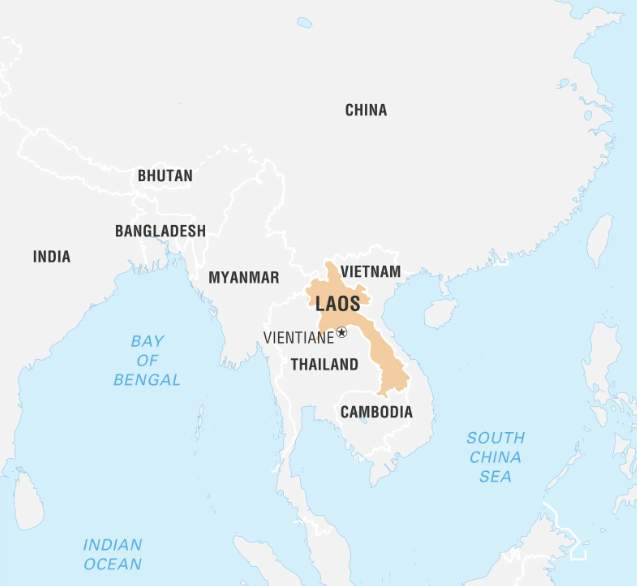 CHINA
BHUTAN
BANGLADESH
INDIA
MYANMAR
VIETNAM
LAOS
VIENTIANE
THAILAND
BAY
OF
BENGAL
CAMBODIA
SOUTH
CHINA
SEA
INDIAN
OCEAN